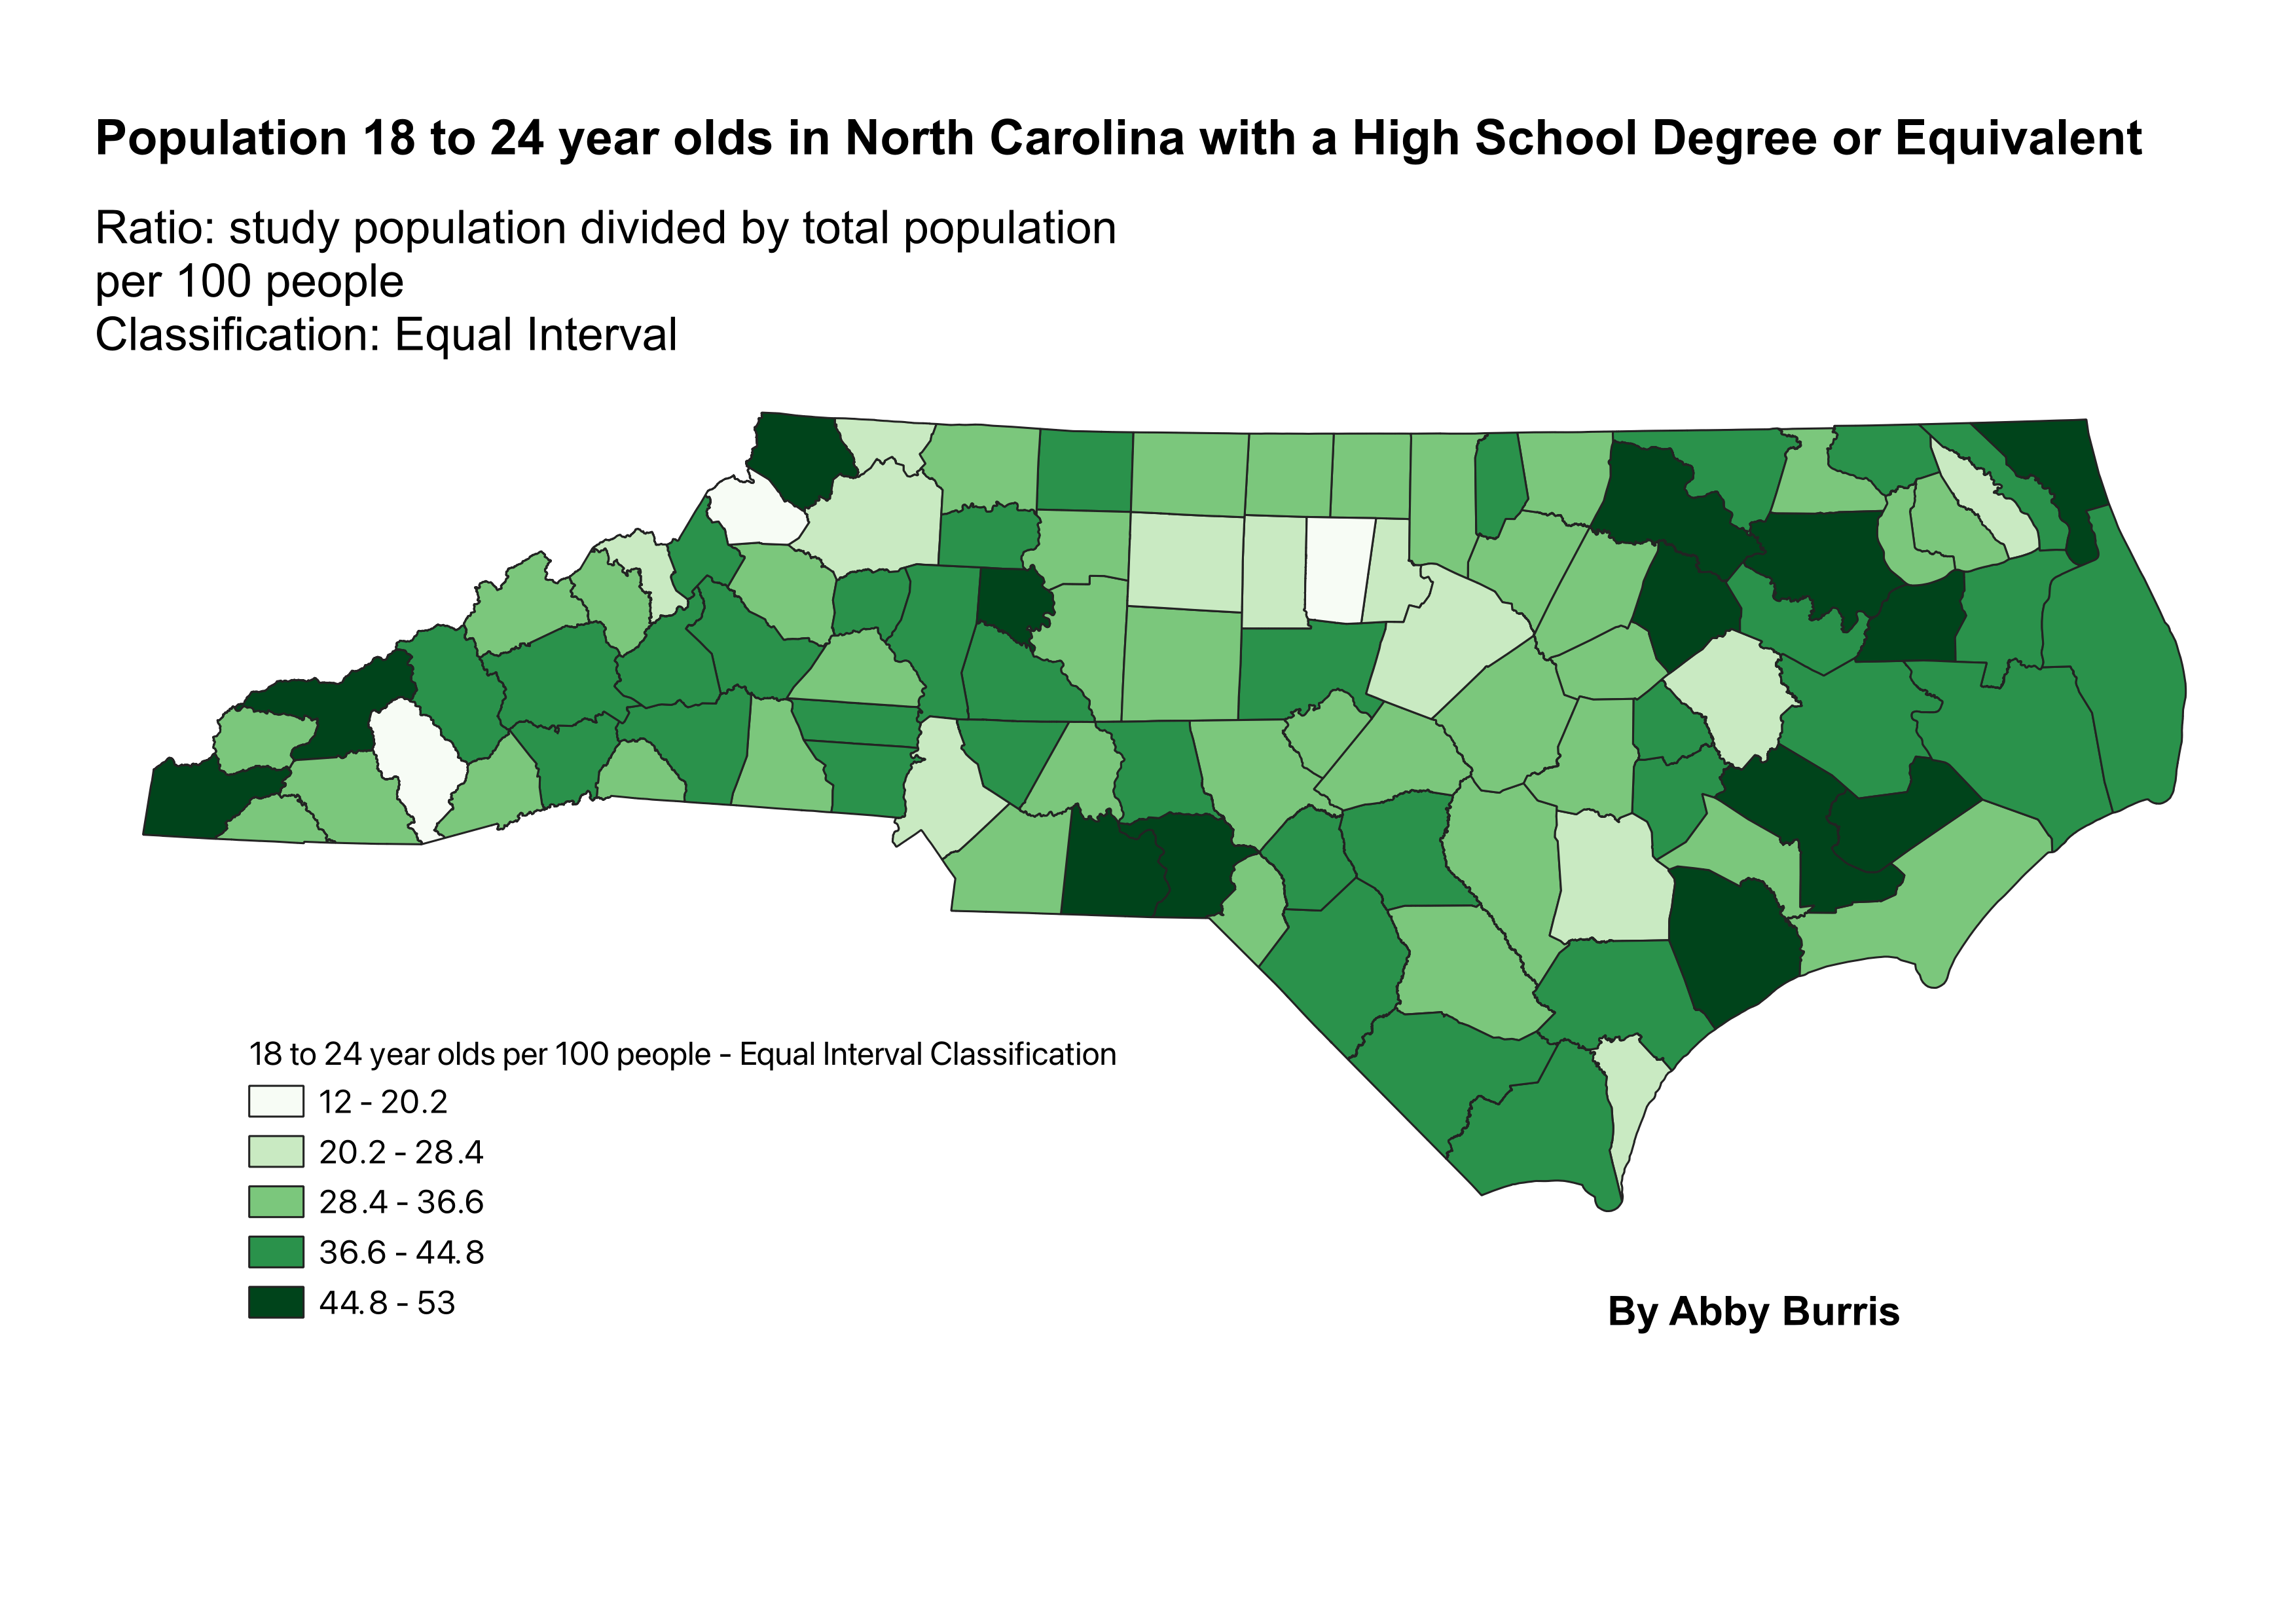 Population 18 to 24 year olds in North Carolina with a High School Degree or Equivalent
Ratio: study population divided by total population
per 100 people
Classification: Equal Interval
18 to 24 year olds per 100 people - Equal Interval Classification
12 - 20.2
20.2 - 28.4
28.4 - 36.6
36.6 - 44.8
44.8 - 53
By Abby Burris